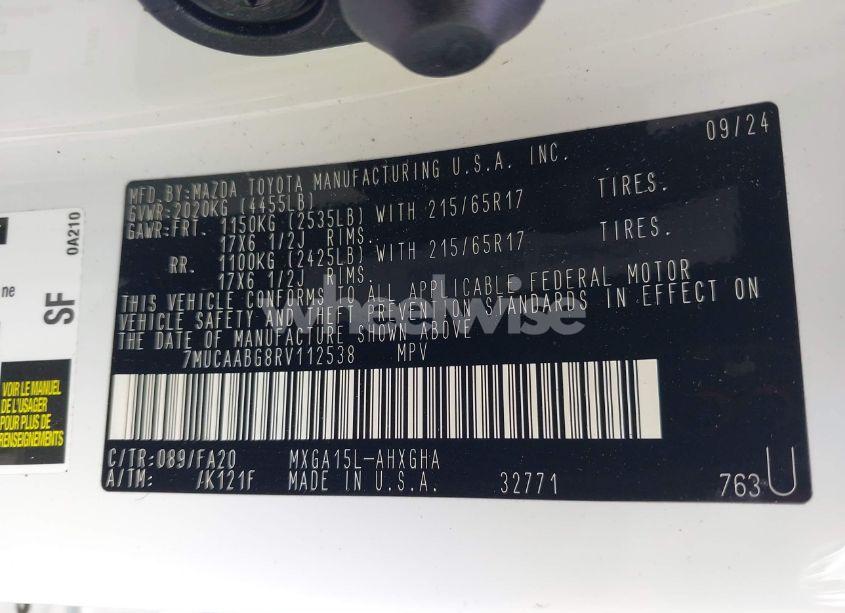 09/24
MFD.BY:MAZDA TOYOTA MANUFACTURING U.S.A. INC.
GVWR:2020KG (4455LB)
GAWR:FRT. 1150KG (2535LB) WITH 215/65R17 TIRES.
17X6 1/2J RIMS.
RR. 1100KG (2425LB) WITH 215/65R17 TIRES.
17X6 1/2J RIMS.
THIS VEHICLE CONFORMS TO ALL APPLICABLE FEDERAL MOTOR
VEHICLE SAFETY AND THEFT PREVENTION STANDARDS IN EFFECT ON
THE DATE OF MANUFACTURE SHOWN ABOVE
7MUCAABG8RV112538 MPV
C/TR:089/FA20 MXGA15L-AHXGHA
A/TM: /K121F MADE IN U.S.A. 32771 763U
wheelwise
0A210
ne
SF
VOIR LE MANUEL
DE L'USAGER
POUR PLUS DE
RENSEIGNEMENTS